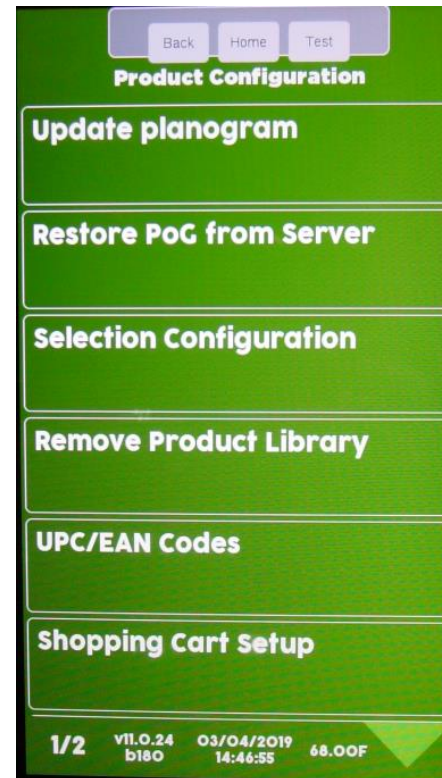 Back Home Test
Product Configuration
Update planogram
Restore PoG from Server
Selection Configuration
Remove Product Library
UPC/EAN Codes
Shopping Cart Setup
1/2 v11.0.24 03/04/2019 68.00F
b180 14:46:55